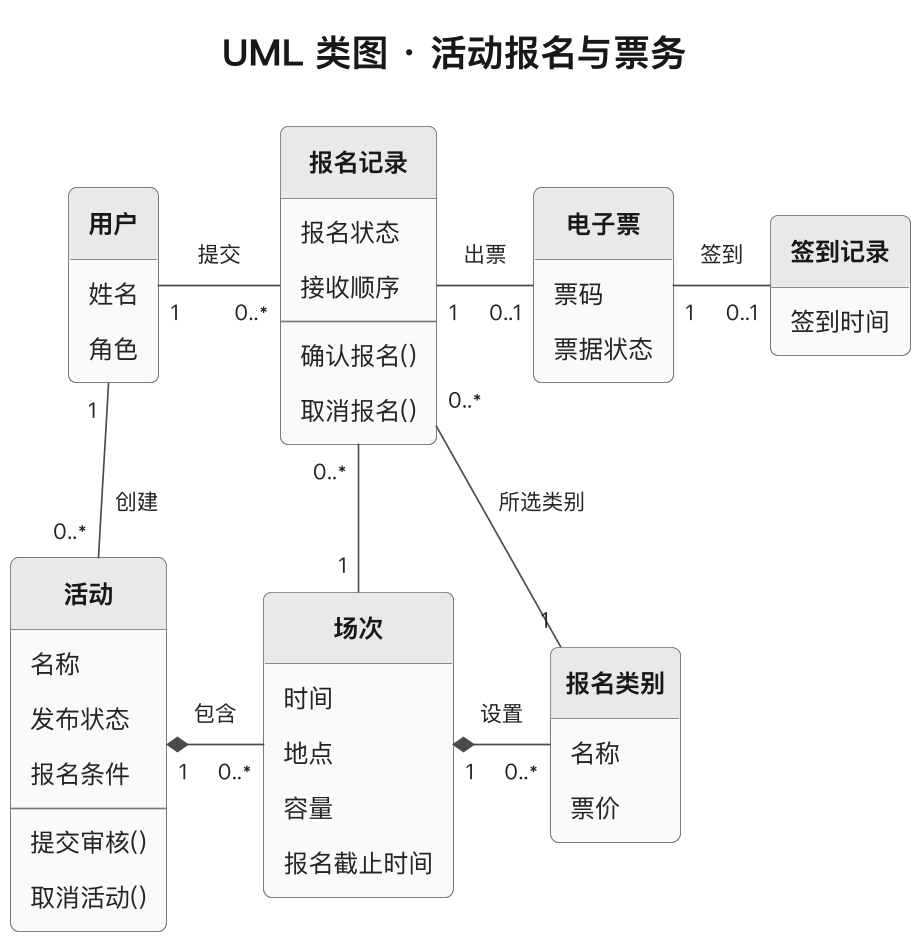 UML 类图 · 活动报名与票务
用户
姓名
角色
提交
1
0..*
报名记录
报名状态
接收顺序
确认报名()
取消报名()
出票
1
0..1
电子票
票码
票据状态
签到
1
0..1
签到记录
签到时间
1
创建
0..*
0..*
1
0..*
所选类别
1
活动
名称
发布状态
报名条件
提交审核()
取消活动()
包含
1
0..*
场次
时间
地点
容量
报名截止时间
设置
1
0..*
报名类别
名称
票价